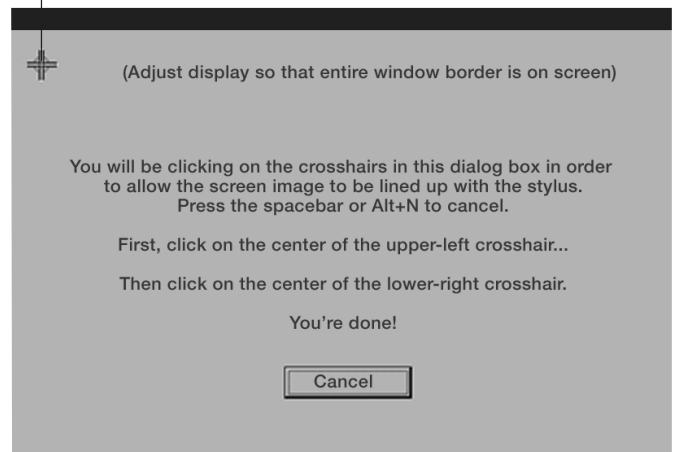 (Adjust display so that entire window border is on screen)
You will be clicking on the crosshairs in this dialog box in order
to allow the screen image to be lined up with the stylus.
Press the spacebar or Alt+N to cancel.
First, click on the center of the upper-left crosshair...
Then click on the center of the lower-right crosshair.
You’re done!
Cancel